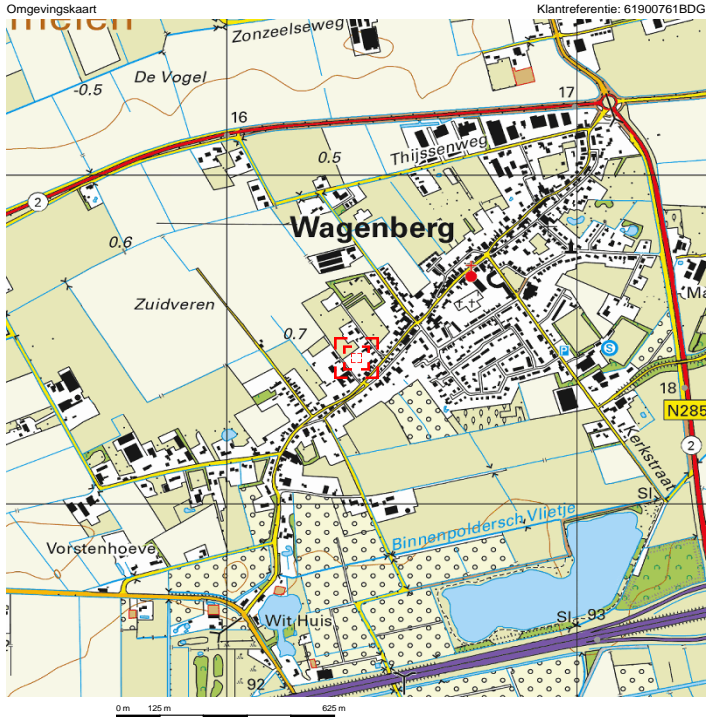 Omgevingskaart
Klantreferentie: 61900761BDG
Zonzeelseweg
De Vogel
-0.5
17
16
Thijssenweg
0.5
2
Wagenberg
0.6
Zuidveren
Ma
0.7
P
S
18
N285
Kerkstraat
2
Sl.
Binnenpoldersch Vlietje
Vorstenhoeve
Wit Huis
Sl.
93
92
0 m
125 m
625 m